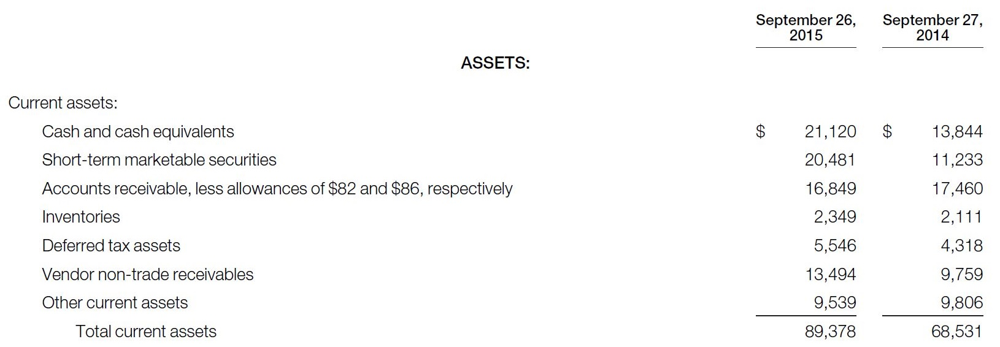 September 26, September 27,
2015 2014
ASSETS:
Current assets:
Cash and cash equivalents $ 21,120 $ 13,844
Short-term marketable securities 20,481 11,233
Accounts receivable, less allowances of $82 and $86, respectively 16,849 17,460
Inventories 2,349 2,111
Deferred tax assets 5,546 4,318
Vendor non-trade receivables 13,494 9,759
Other current assets 9,539 9,806
Total current assets 89,378 68,531